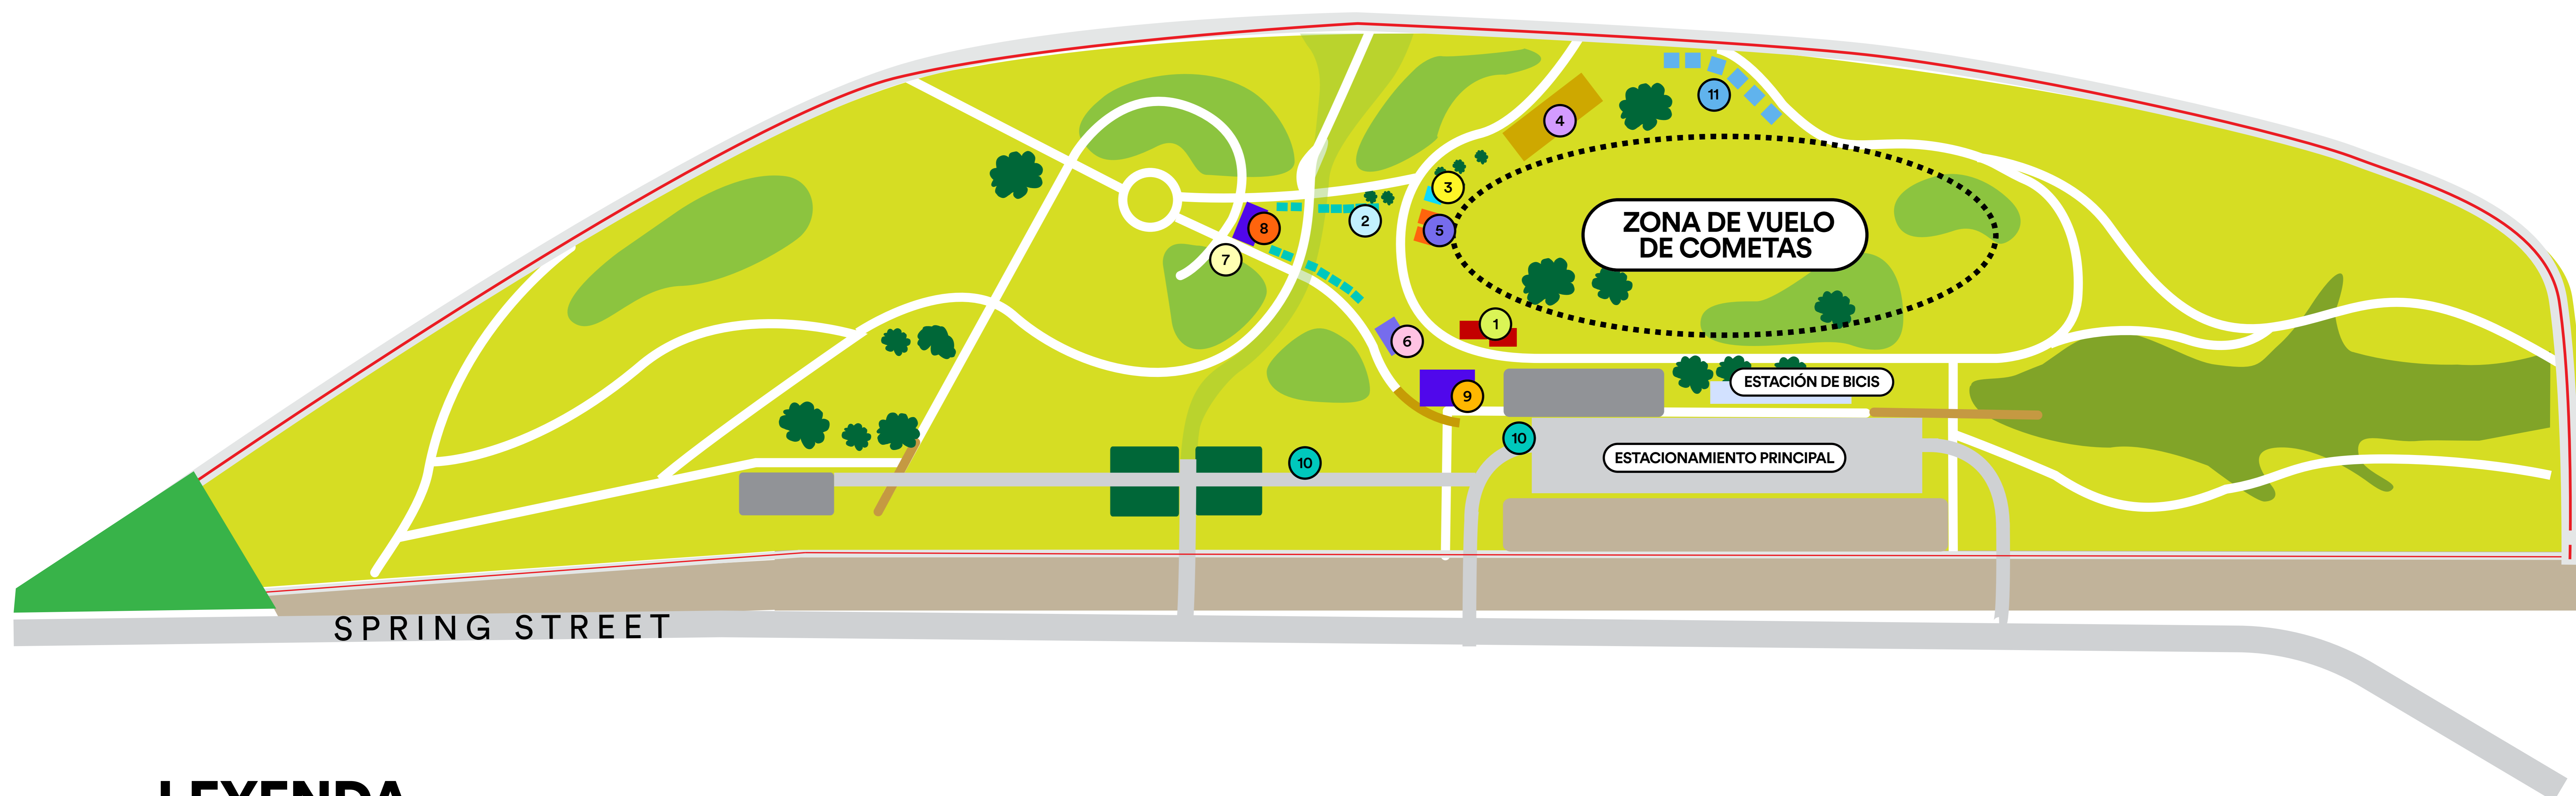 11
4
3
ZONA DE VUELO
DE COMETAS
2
8
5
7
1
6
ESTACIÓN DE BICIS
9
10
ESTACIONAMIENTO PRINCIPAL
10
SPRING STREET
LEYENDA